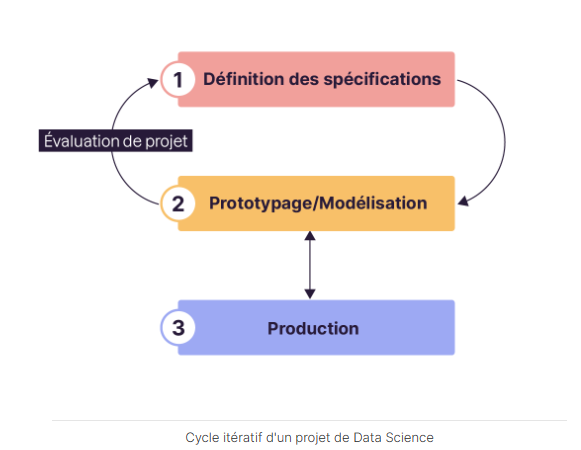 1 Définition des spécifications
Évaluation de projet
2 Prototypage/Modélisation
3 Production
Cycle itératif d'un projet de Data Science